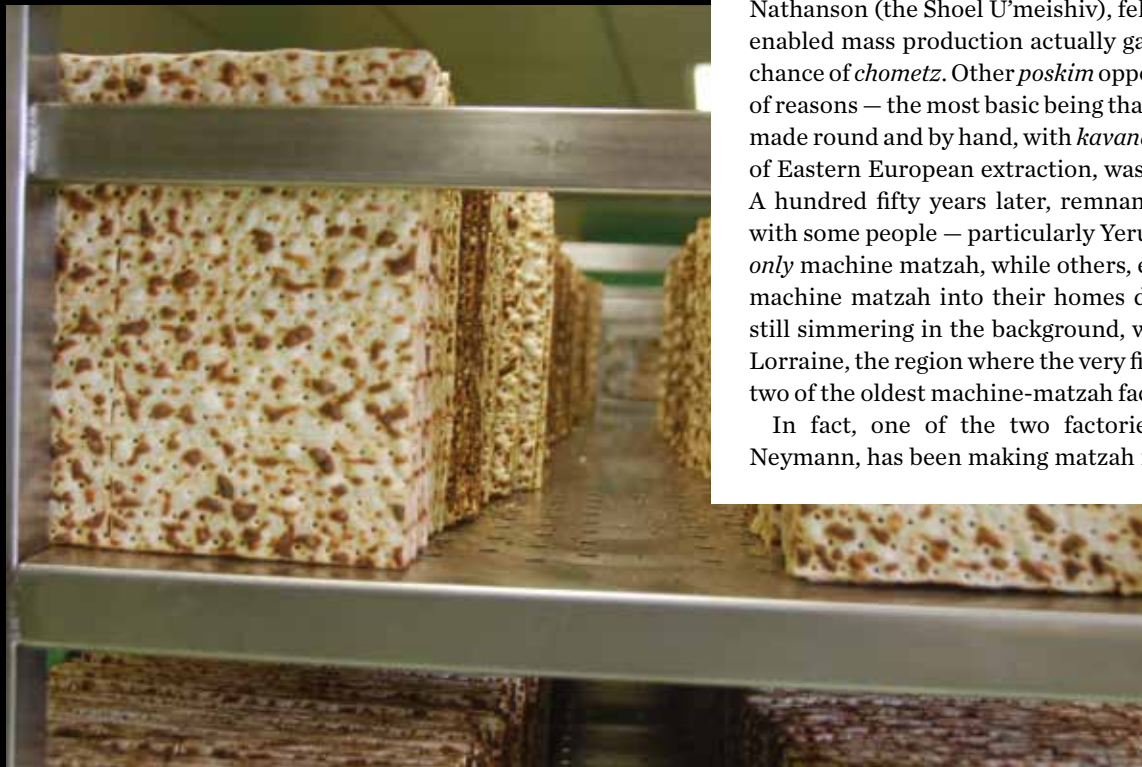 Nathanson (the Shoel U’meishiv), fel
enabled mass production actually ga
chance of chometz. Other poskim oppo
of reasons — the most basic being tha
made round and by hand, with kavan
of Eastern European extraction, was
A hundred fifty years later, remnan
with some people — particularly Yeru
only machine matzah, while others, e
machine matzah into their homes d
still simmering in the background, w
Lorraine, the region where the very fi
two of the oldest machine-matzah fac
In fact, one of the two factorie
Neymann, has been making matzah